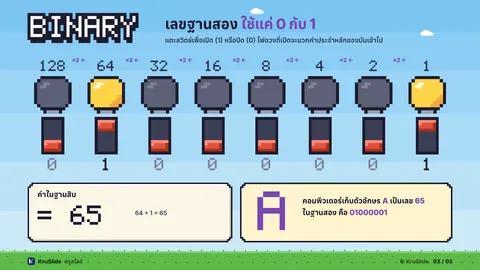 BINARY
เลขฐานสอง ใช้แค่ 0 กับ 1
แตะสวิตช์เพื่อเปิด (1) หรือปิด (0) ไฟดวงที่เปิดจะบวกค่าประจำหลักของมันเข้าไป
128 ×2 ← 64 ×2 ← 32 ×2 ← 16 ×2 ← 8 ×2 ← 4 ×2 ← 2 ×2 ← 1
0 1 0 0 0 0 0 1
ค่าในฐานสิบ
= 65 64 + 1 = 65
A
คอมพิวเตอร์เก็บตัวอักษร A เป็นเลข 65
ในฐานสอง คือ 01000001
KruSlide ครูสไลด์
© KruSlide 03 / 03